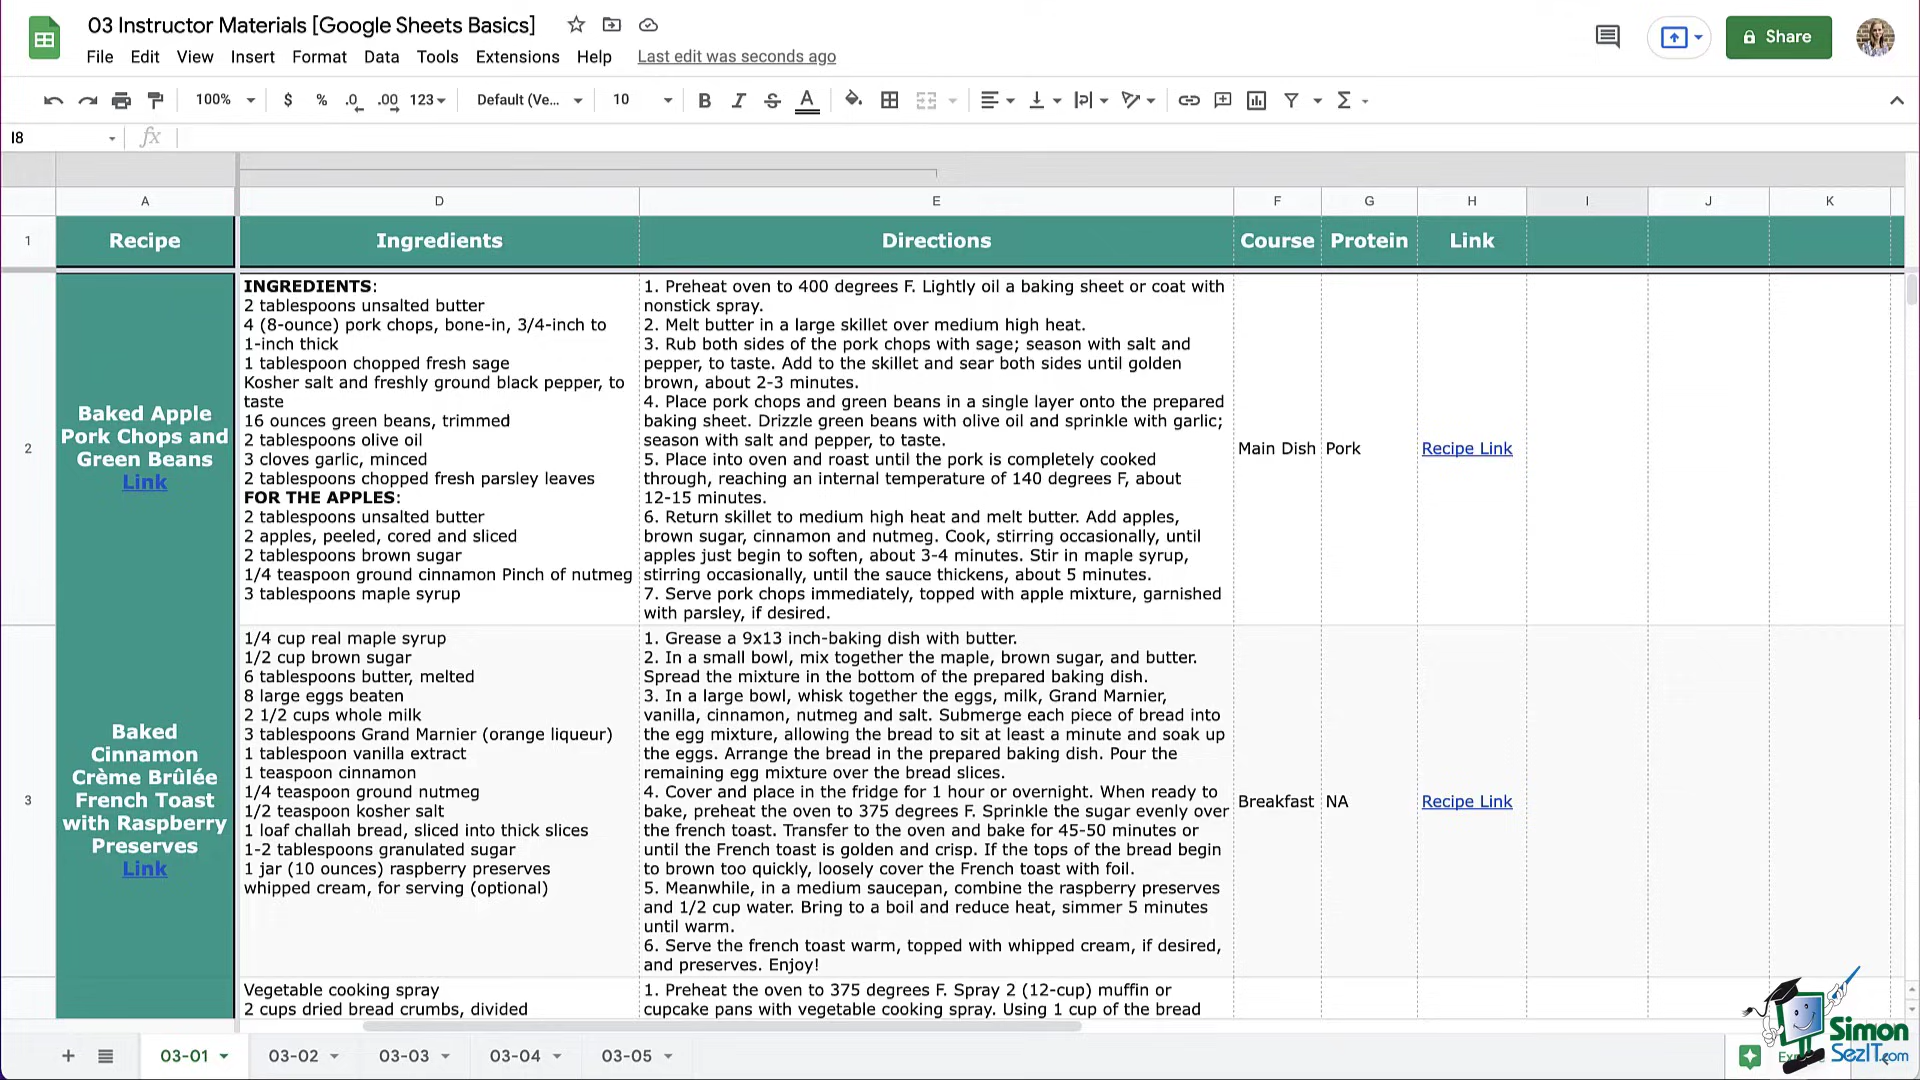 03 Instructor Materials [Google Sheets Basics]
File Edit View Insert Format Data Tools Extensions Help Last edit was seconds ago
Share
100% $ % .0 .00 123 Default (Ve... 10 B I S A Σ
I8 fx
A D E F G H I J K
1 Recipe Ingredients Directions Course Protein Link
2
Baked Apple
Pork Chops and
Green Beans
Link
INGREDIENTS:
2 tablespoons unsalted butter
4 (8-ounce) pork chops, bone-in, 3/4-inch to
1-inch thick
1 tablespoon chopped fresh sage
Kosher salt and freshly ground black pepper, to
taste
16 ounces green beans, trimmed
2 tablespoons olive oil
3 cloves garlic, minced
2 tablespoons chopped fresh parsley leaves
FOR THE APPLES:
2 tablespoons unsalted butter
2 apples, peeled, cored and sliced
2 tablespoons brown sugar
1/4 teaspoon ground cinnamon Pinch of nutmeg
3 tablespoons maple syrup
1. Preheat oven to 400 degrees F. Lightly oil a baking sheet or coat with
nonstick spray.
2. Melt butter in a large skillet over medium high heat.
3. Rub both sides of the pork chops with sage; season with salt and
pepper, to taste. Add to the skillet and sear both sides until golden
brown, about 2-3 minutes.
4. Place pork chops and green beans in a single layer onto the prepared
baking sheet. Drizzle green beans with olive oil and sprinkle with garlic;
season with salt and pepper, to taste.
5. Place into oven and roast until the pork is completely cooked
through, reaching an internal temperature of 140 degrees F, about
12-15 minutes.
6. Return skillet to medium high heat and melt butter. Add apples,
brown sugar, cinnamon and nutmeg. Cook, stirring occasionally, until
apples just begin to soften, about 3-4 minutes. Stir in maple syrup,
stirring occasionally, until the sauce thickens, about 5 minutes.
7. Serve pork chops immediately, topped with apple mixture, garnished
with parsley, if desired.
Main Dish Pork Recipe Link
3
Baked
Cinnamon
Crème Brûlée
French Toast
with Raspberry
Preserves
Link
1/4 cup real maple syrup
1/2 cup brown sugar
6 tablespoons butter, melted
8 large eggs beaten
2 1/2 cups whole milk
3 tablespoons Grand Marnier (orange liqueur)
1 tablespoon vanilla extract
1 teaspoon cinnamon
1/4 teaspoon ground nutmeg
1/2 teaspoon kosher salt
1 loaf challah bread, sliced into thick slices
1-2 tablespoons granulated sugar
1 jar (10 ounces) raspberry preserves
whipped cream, for serving (optional)
1. Grease a 9x13 inch-baking dish with butter.
2. In a small bowl, mix together the maple, brown sugar, and butter.
Spread the mixture in the bottom of the prepared baking dish.
3. In a large bowl, whisk together the eggs, milk, Grand Marnier,
vanilla, cinnamon, nutmeg and salt. Submerge each piece of bread into
the egg mixture, allowing the bread to sit at least a minute and soak up
the eggs. Arrange the bread in the prepared baking dish. Pour the
remaining egg mixture over the bread slices.
4. Cover and place in the fridge for 1 hour or overnight. When ready to
bake, preheat the oven to 375 degrees F. Sprinkle the sugar evenly over
the french toast. Transfer to the oven and bake for 45-50 minutes or
until the French toast is golden and crisp. If the tops of the bread begin
to brown too quickly, loosely cover the French toast with foil.
5. Meanwhile, in a medium saucepan, combine the raspberry preserves
and 1/2 cup water. Bring to a boil and reduce heat, simmer 5 minutes
until warm.
6. Serve the french toast warm, topped with whipped cream, if desired,
and preserves. Enjoy!
Breakfast NA Recipe Link
Vegetable cooking spray
2 cups dried bread crumbs, divided
1. Preheat the oven to 375 degrees F. Spray 2 (12-cup) muffin or
cupcake pans with vegetable cooking spray. Using 1 cup of the bread
03-01 03-02 03-03 03-04 03-05
Simon
SezIT.com